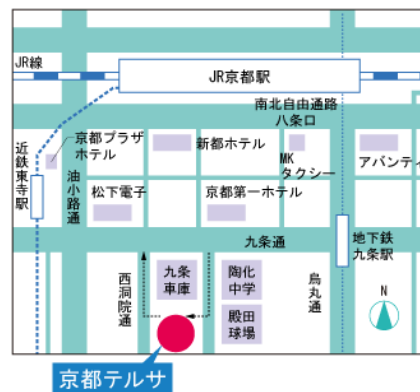 JR線
JR京都駅
南北自由通路
八条口
近鉄東寺駅
京都プラザ
ホテル
新都ホテル
MK
タクシー
アバンティ
油小路通
松下電子
京都第一ホテル
九条通
地下鉄
九条駅
西洞院通
九条
車庫
陶化
中学
烏丸通
殿田
球場
N
京都テルサ